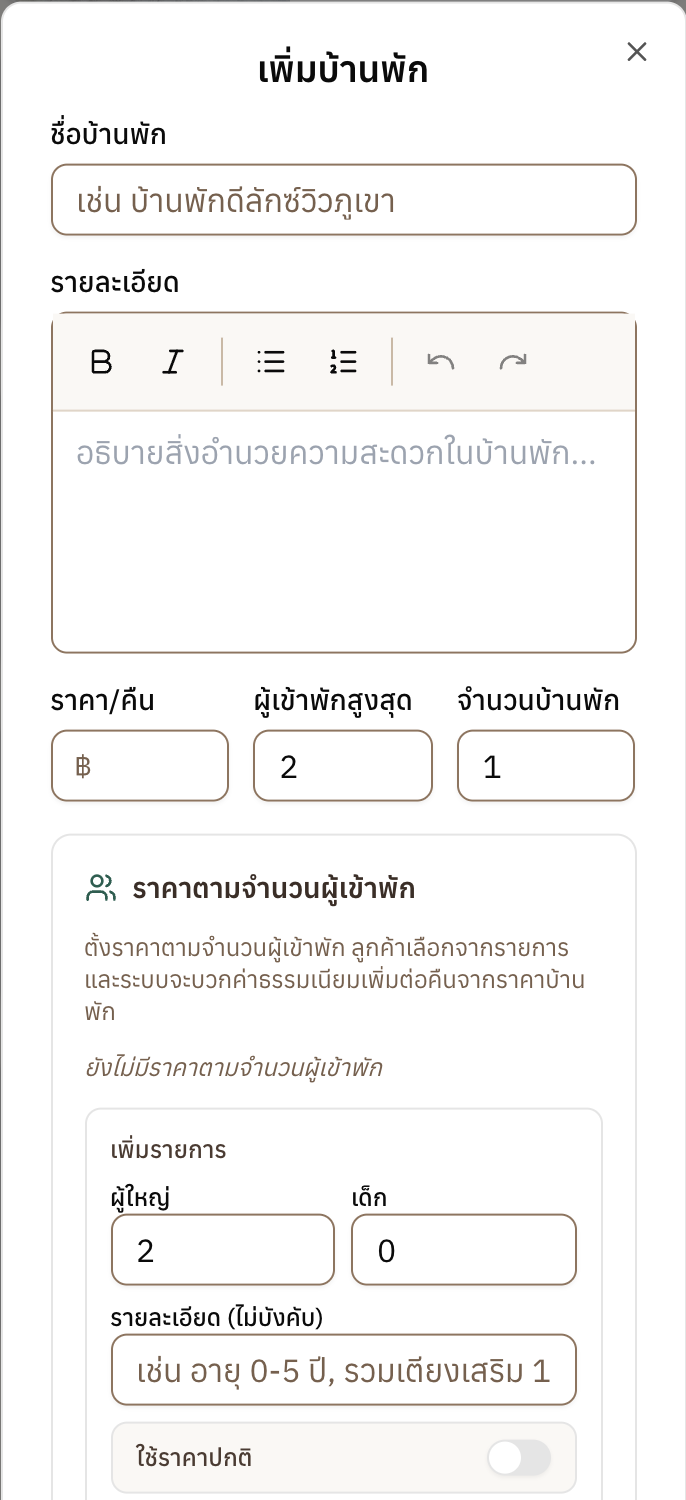 เพิ่มบ้านพัก
ชื่อบ้านพัก
เช่น บ้านพักดีลักซ์วิวภูเขา
รายละเอียด
อธิบายสิ่งอำนวยความสะดวกในบ้านพัก...
ราคา/คืน ผู้เข้าพักสูงสุด จำนวนบ้านพัก
฿ 2 1
ราคาตามจำนวนผู้เข้าพัก
ตั้งราคาตามจำนวนผู้เข้าพัก ลูกค้าเลือกจากรายการ
และระบบจะบวกค่าธรรมเนียมเพิ่มต่อคืนจากราคาบ้าน
พัก
ยังไม่มีราคาตามจำนวนผู้เข้าพัก
เพิ่มรายการ
ผู้ใหญ่ เด็ก
2 0
รายละเอียด (ไม่บังคับ)
เช่น อายุ 0-5 ปี, รวมเตียงเสริม 1
ใช้ราคาปกติ